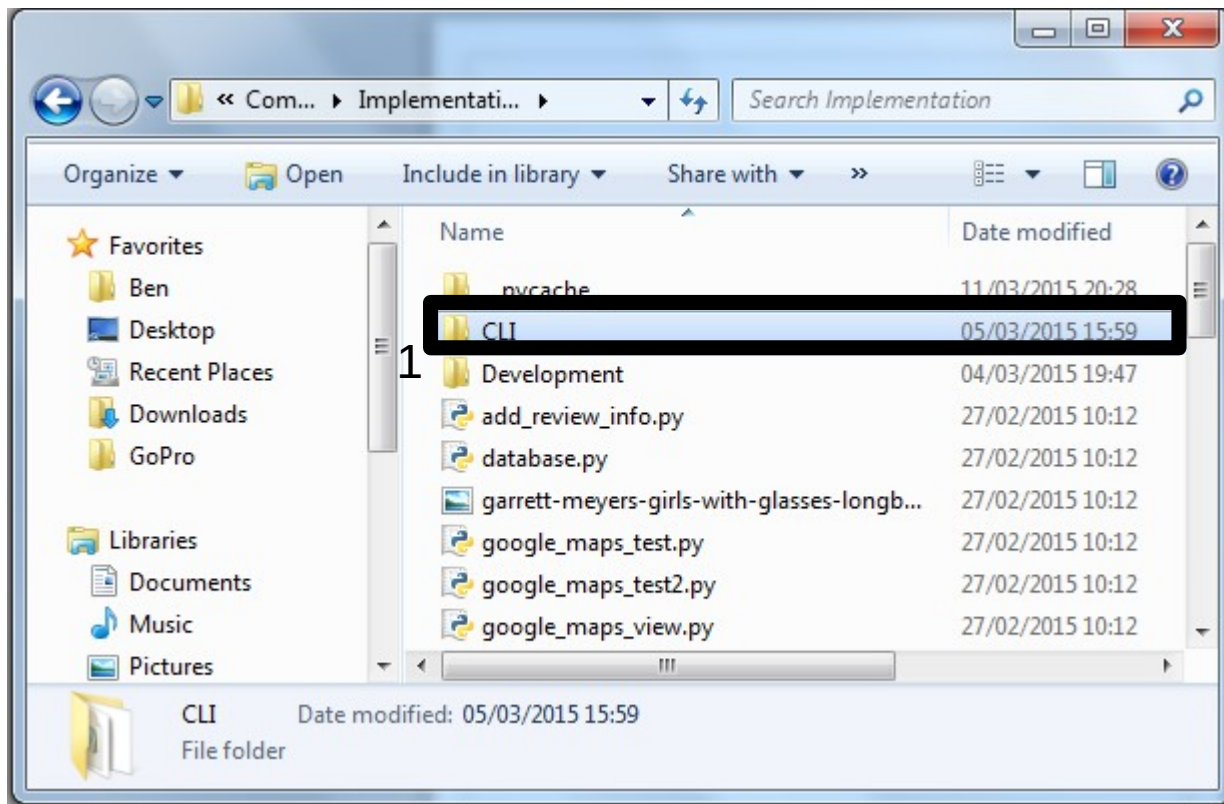 « Com... Implementati... Search Implementation
Organize Open Include in library Share with »
Favorites
Ben
Desktop
Recent Places
Downloads
GoPro
Libraries
Documents
Music
Pictures
Name Date modified
pycache 11/03/2015 20:28
CLI 05/03/2015 15:59
1
Development 04/03/2015 19:47
add_review_info.py 27/02/2015 10:12
database.py 27/02/2015 10:12
garrett-meyers-girls-with-glasses-longb... 27/02/2015 10:12
google_maps_test.py 27/02/2015 10:12
google_maps_test2.py 27/02/2015 10:12
google_maps_view.py 27/02/2015 10:12
CLI Date modified: 05/03/2015 15:59
File folder